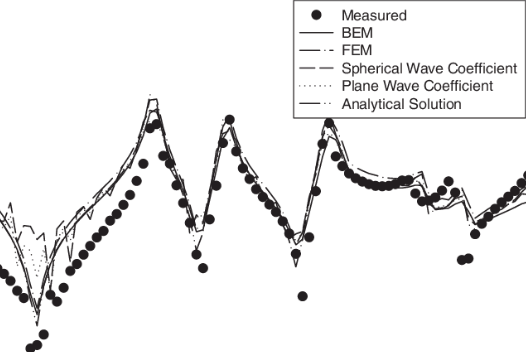 Measured
BEM
FEM
Spherical Wave Coefficient
Plane Wave Coefficient
Analytical Solution